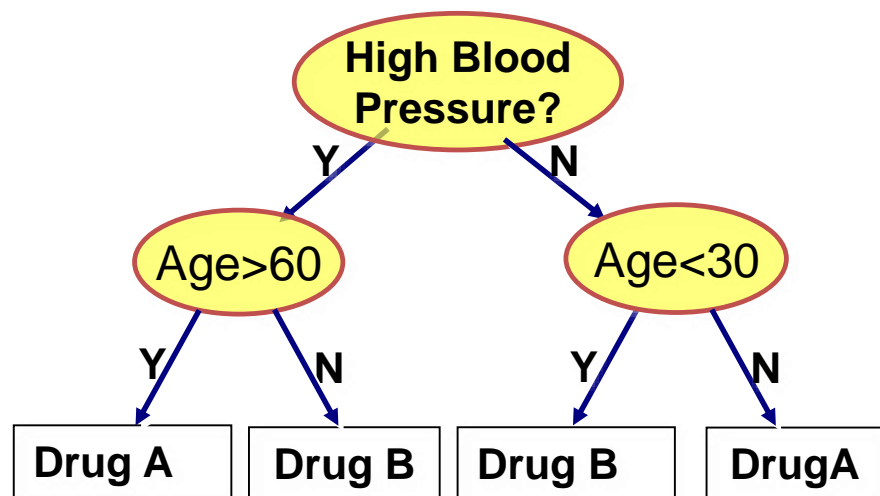 High Blood
Pressure?
Y
N
Age>60
Age<30
Y
N
Y
N
Drug A
Drug B
Drug B
DrugA